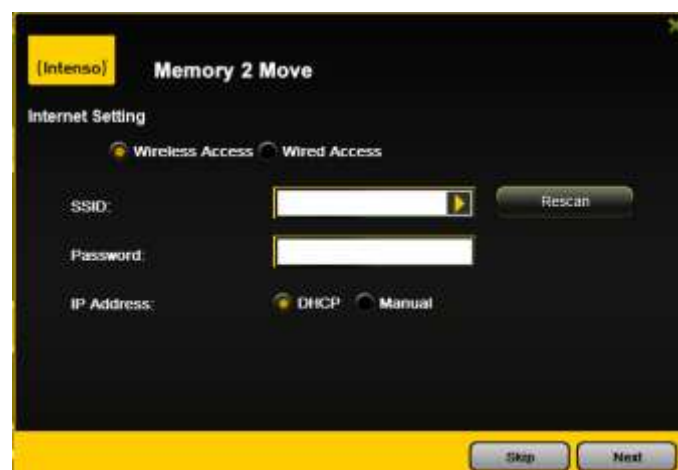 (Intenso)
Memory 2 Move
Internet Setting
Wireless Access Wired Access
SSID: Rescan
Password:
IP Address: DHCP Manual
Skip Next